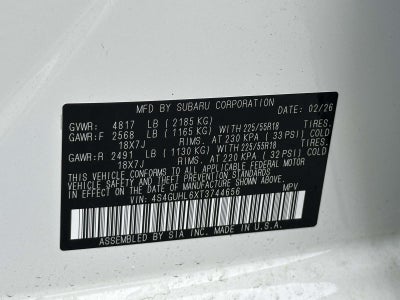 MFD BY SUBARU CORPORATION DATE: 02/26
GVWR: 4817 LB (2185 KG)
GAWR:F 2568 LB (1165 KG) WITH 225/55R18 TIRES.
18X7J RIMS.AT 230 KPA (33 PSI) COLD
GAWR:R 2491 LB (1130 KG) WITH 225/55R18 TIRES.
18X7J RIMS.AT 220 KPA (32 PSI) COLD
THIS VEHICLE CONFORMS TO ALL APPLICABLE FEDERAL MOTOR
VEHICLE SAFETY, BUMPER, AND THEFT PREVENTION STANDARDS
IN EFFECT ON THE DATE OF MANUFACTURE SHOWN ABOVE.
VIN: 4S4GUHL6XT3744656 MPV
ASSEMBLED BY SIA INC. MADE IN U.S.A.